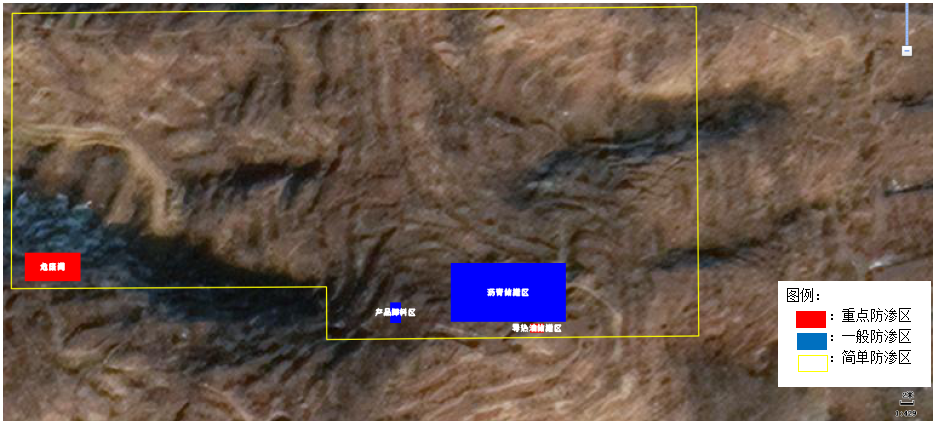 危废间
沥青储罐区
产品卸料区
导热油储罐区
图例：
：重点防渗区
：一般防渗区
：简单防渗区